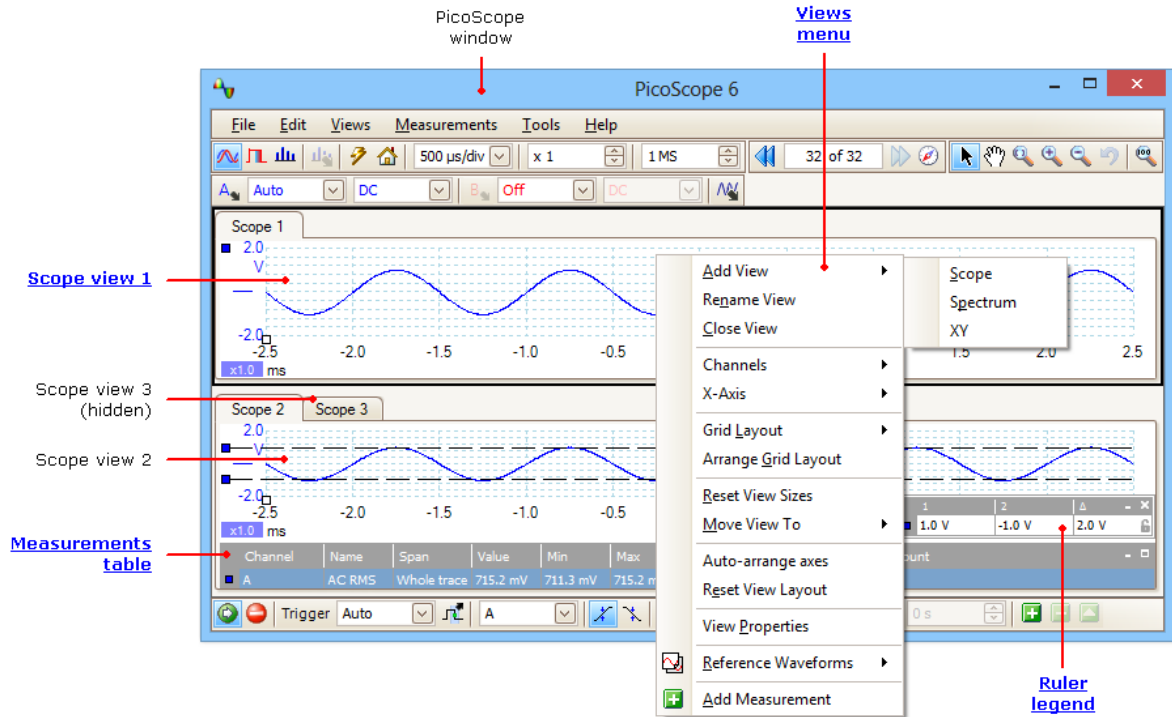 PicoScope
window
Views
menu
PicoScope 6
File Edit Views Measurements Tools Help
500 µs/div x 1 1 MS 32 of 32
A Auto DC B Off DC
Scope 1
2.0
V
-2.0
-2.5 -2.0 -1.5 -1.0 -0.5 1.5 2.0 2.5
x1.0 ms
Scope view 1
Add View
Rename View
Close View
Channels
X-Axis
Grid Layout
Arrange Grid Layout
Reset View Sizes
Move View To
Auto-arrange axes
Reset View Layout
View Properties
Reference Waveforms
Add Measurement
Scope
Spectrum
XY
Scope view 3
(hidden)
Scope 2 Scope 3
Scope view 2
2.0
V
-2.0
-2.5 -2.0 -1.5 -1.0 -0.5
x1.0 ms
1 2 Δ
1.0 V -1.0 V 2.0 V
Measurements
table
Channel Name Span Value Min Max
A AC RMS Whole trace 715.2 mV 711.3 mV 715.2
Trigger Auto A 0 s
Ruler
legend